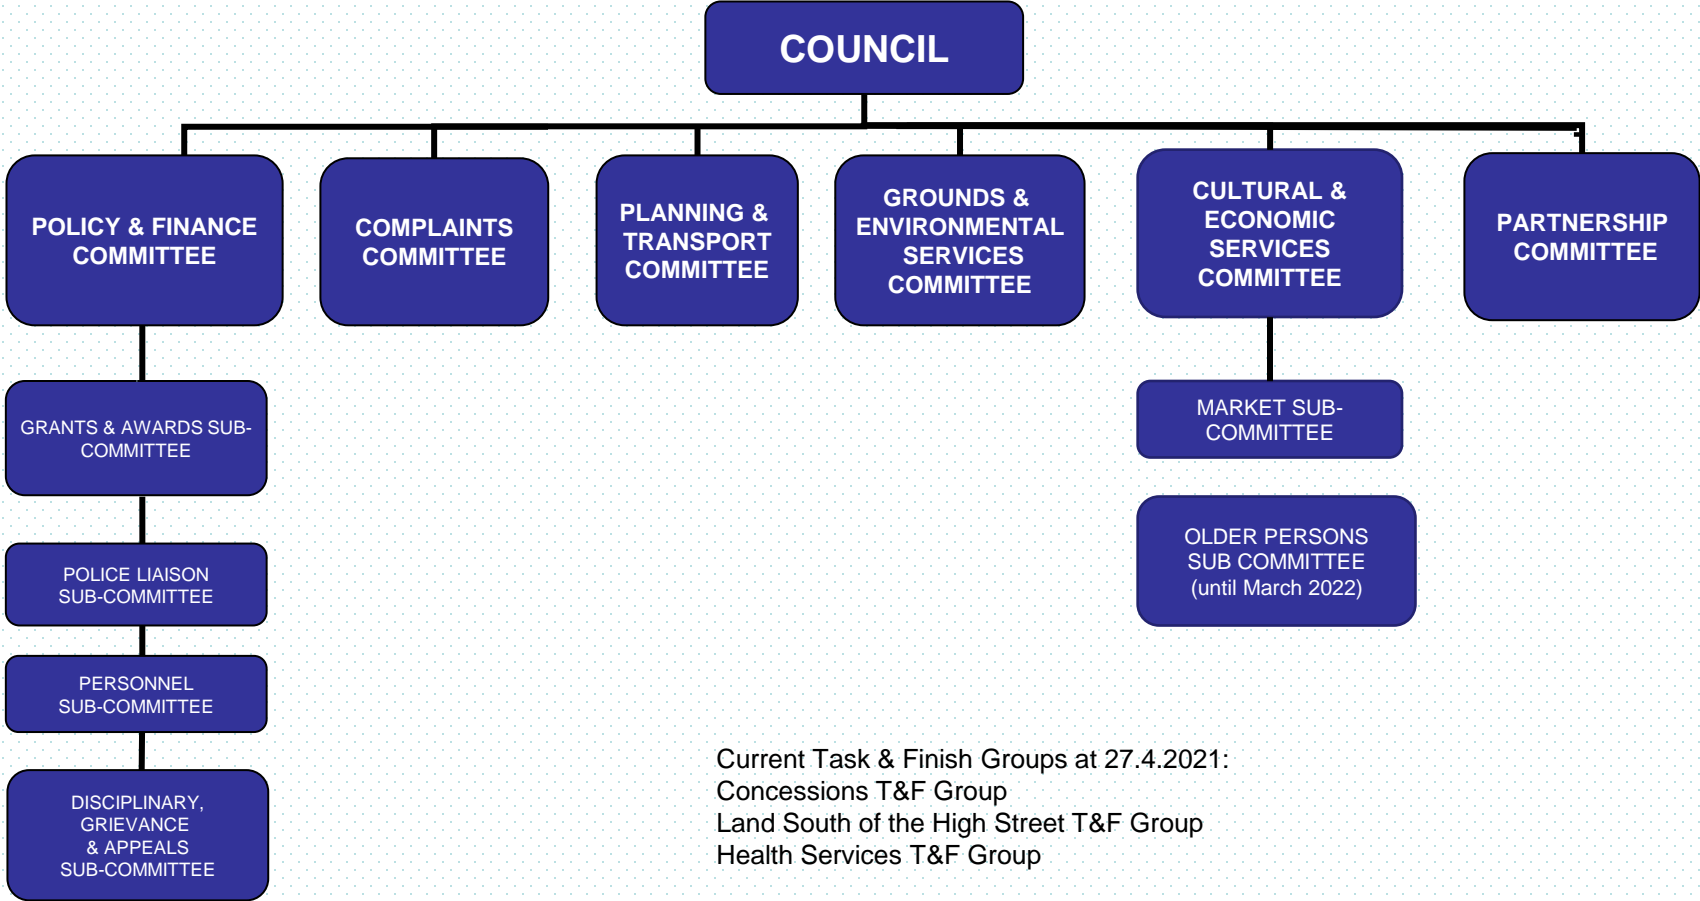 COUNCIL
POLICY & FINANCE
COMMITTEE
COMPLAINTS
COMMITTEE
PLANNING &
TRANSPORT
COMMITTEE
GROUNDS &
ENVIRONMENTAL
SERVICES
COMMITTEE
CULTURAL &
ECONOMIC
SERVICES
COMMITTEE
PARTNERSHIP
COMMITTEE
GRANTS & AWARDS SUB-
COMMITTEE
MARKET SUB-
COMMITTEE
POLICE LIAISON
SUB-COMMITTEE
OLDER PERSONS
SUB COMMITTEE
(until March 2022)
PERSONNEL
SUB-COMMITTEE
DISCIPLINARY,
GRIEVANCE
& APPEALS
SUB-COMMITTEE
Current Task & Finish Groups at 27.4.2021:
Concessions T&F Group
Land South of the High Street T&F Group
Health Services T&F Group